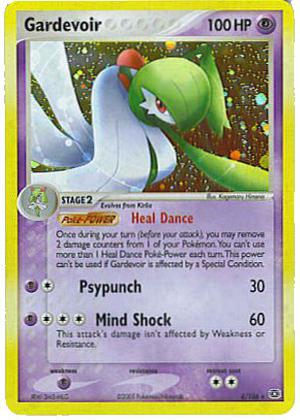 Gardevoir 100 HP
STAGE 2
Evolves from Kirlia
Illus. Kagemaru Himeno
Poké-POWER Heal Dance
Once during your turn (before your attack), you may remove
2 damage counters from 1 of your Pokémon. You can't use
more than 1 Heal Dance Poké-Power each turn. This power
can't be used if Gardevoir is affected by a Special Condition.
Psypunch 30
Mind Shock 60
This attack's damage isn't affected by Weakness or
Resistance.
weakness resistance retreat cost